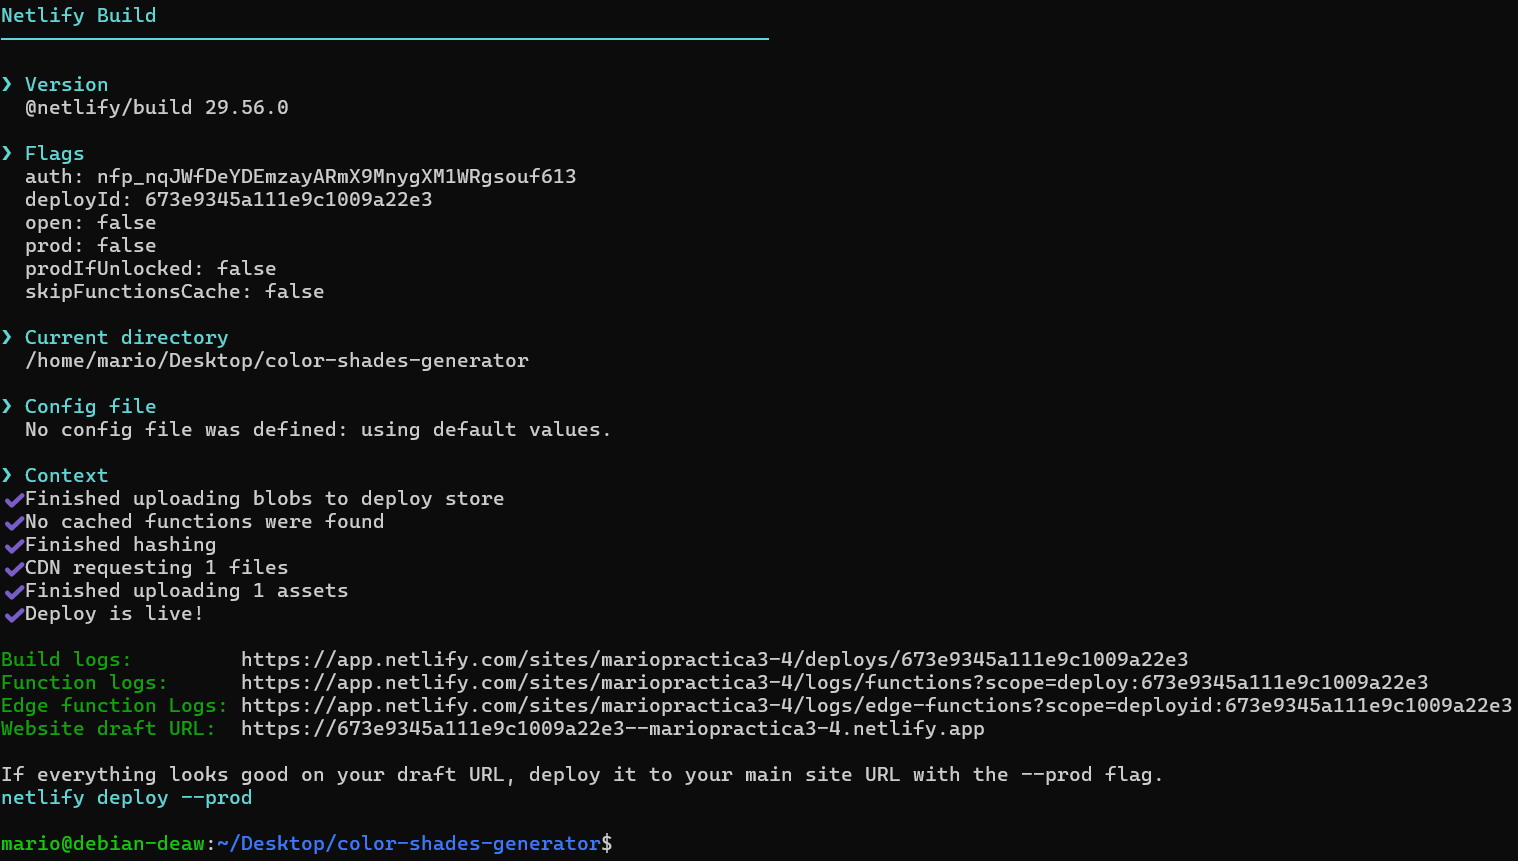 Netlify Build
❯ Version
@netlify/build 29.56.0
❯ Flags
auth: nfp_nqJWfDeYDEmzayARmX9MnygXM1WRgsouf613
deployId: 673e9345a111e9c1009a22e3
open: false
prod: false
prodIfUnlocked: false
skipFunctionsCache: false
❯ Current directory
/home/mario/Desktop/color-shades-generator
❯ Config file
No config file was defined: using default values.
❯ Context
✔Finished uploading blobs to deploy store
✔No cached functions were found
✔Finished hashing
✔CDN requesting 1 files
✔Finished uploading 1 assets
✔Deploy is live!
Build logs: https://app.netlify.com/sites/mariopractica3-4/deploys/673e9345a111e9c1009a22e3
Function logs: https://app.netlify.com/sites/mariopractica3-4/logs/functions?scope=deploy:673e9345a111e9c1009a22e3
Edge function Logs: https://app.netlify.com/sites/mariopractica3-4/logs/edge-functions?scope=deployid:673e9345a111e9c1009a22e3
Website draft URL: https://673e9345a111e9c1009a22e3--mariopractica3-4.netlify.app
If everything looks good on your draft URL, deploy it to your main site URL with the --prod flag.
netlify deploy --prod
mario@debian-deaw:~/Desktop/color-shades-generator$